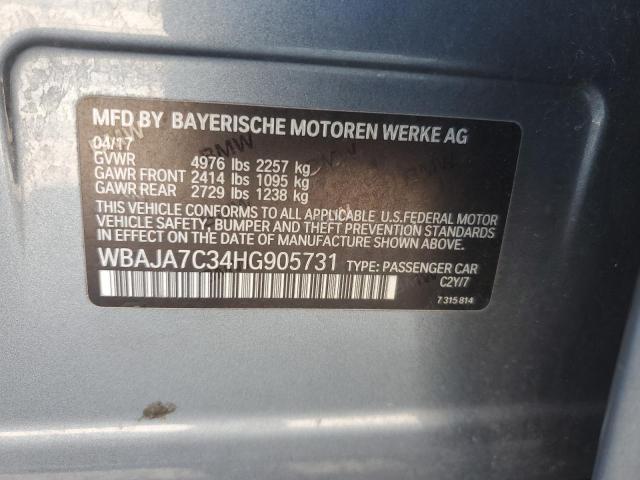 MFD BY BAYERISCHE MOTOREN WERKE AG
04/17
GVWR 4976 lbs 2257 kg
GAWR FRONT 2414 lbs 1095 kg
GAWR REAR 2729 lbs 1238 kg
THIS VEHICLE CONFORMS TO ALL APPLICABLE U.S.FEDERAL MOTOR
VEHICLE SAFETY, BUMPER, AND THEFT PREVENTION STANDARDS
IN EFFECT ON THE DATE OF MANUFACTURE SHOWN ABOVE.
WBAJA7C34HG905731 TYPE: PASSENGER CAR
C2Y/7
7 315 814